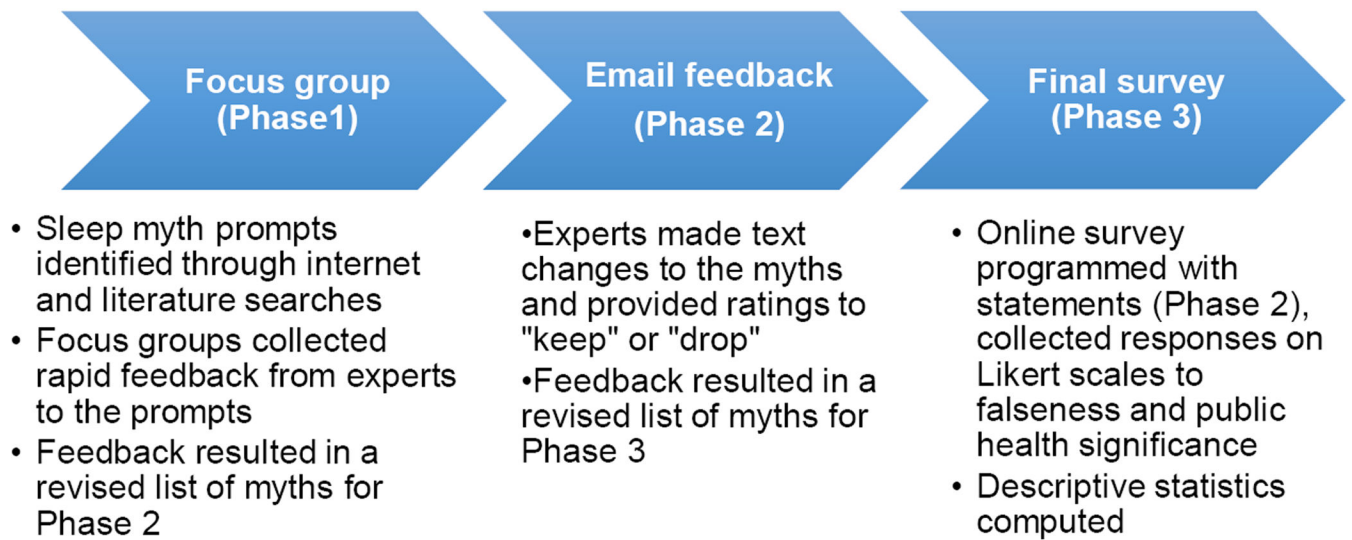 Focus group
(Phase1)
Email feedback
(Phase 2)
Final survey
(Phase 3)
• Sleep myth prompts
identified through internet
and literature searches
• Focus groups collected
rapid feedback from experts
to the prompts
• Feedback resulted in a
revised list of myths for
Phase 2
•Experts made text
changes to the myths
and provided ratings to
"keep" or "drop"
•Feedback resulted in a
revised list of myths for
Phase 3
• Online survey
programmed with
statements (Phase 2),
collected responses on
Likert scales to
falseness and public
health significance
• Descriptive statistics
computed